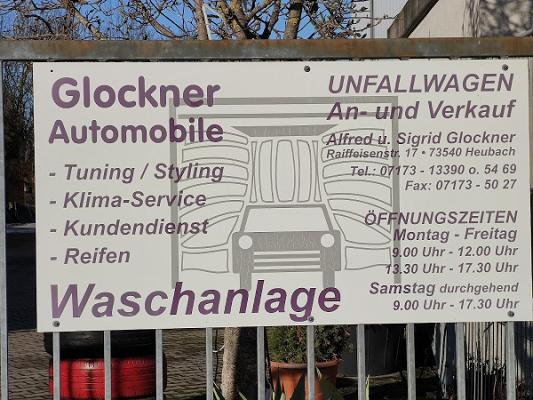 Glockner
Automobile
- Tuning / Styling
- Klima-Service
- Kundendienst
- Reifen
Waschanlage
UNFALLWAGEN
An- und Verkauf
Alfred u. Sigrid Glockner
Raiffeisenstr. 17 • 73540 Heubach
Tel.: 07173 - 13390 o. 54 69
Fax: 07173 - 50 27
ÖFFNUNGSZEITEN
Montag - Freitag
9.00 Uhr - 12.00 Uhr
13.30 Uhr - 17.30 Uhr
Samstag durchgehend
9.00 Uhr - 17.30 Uhr